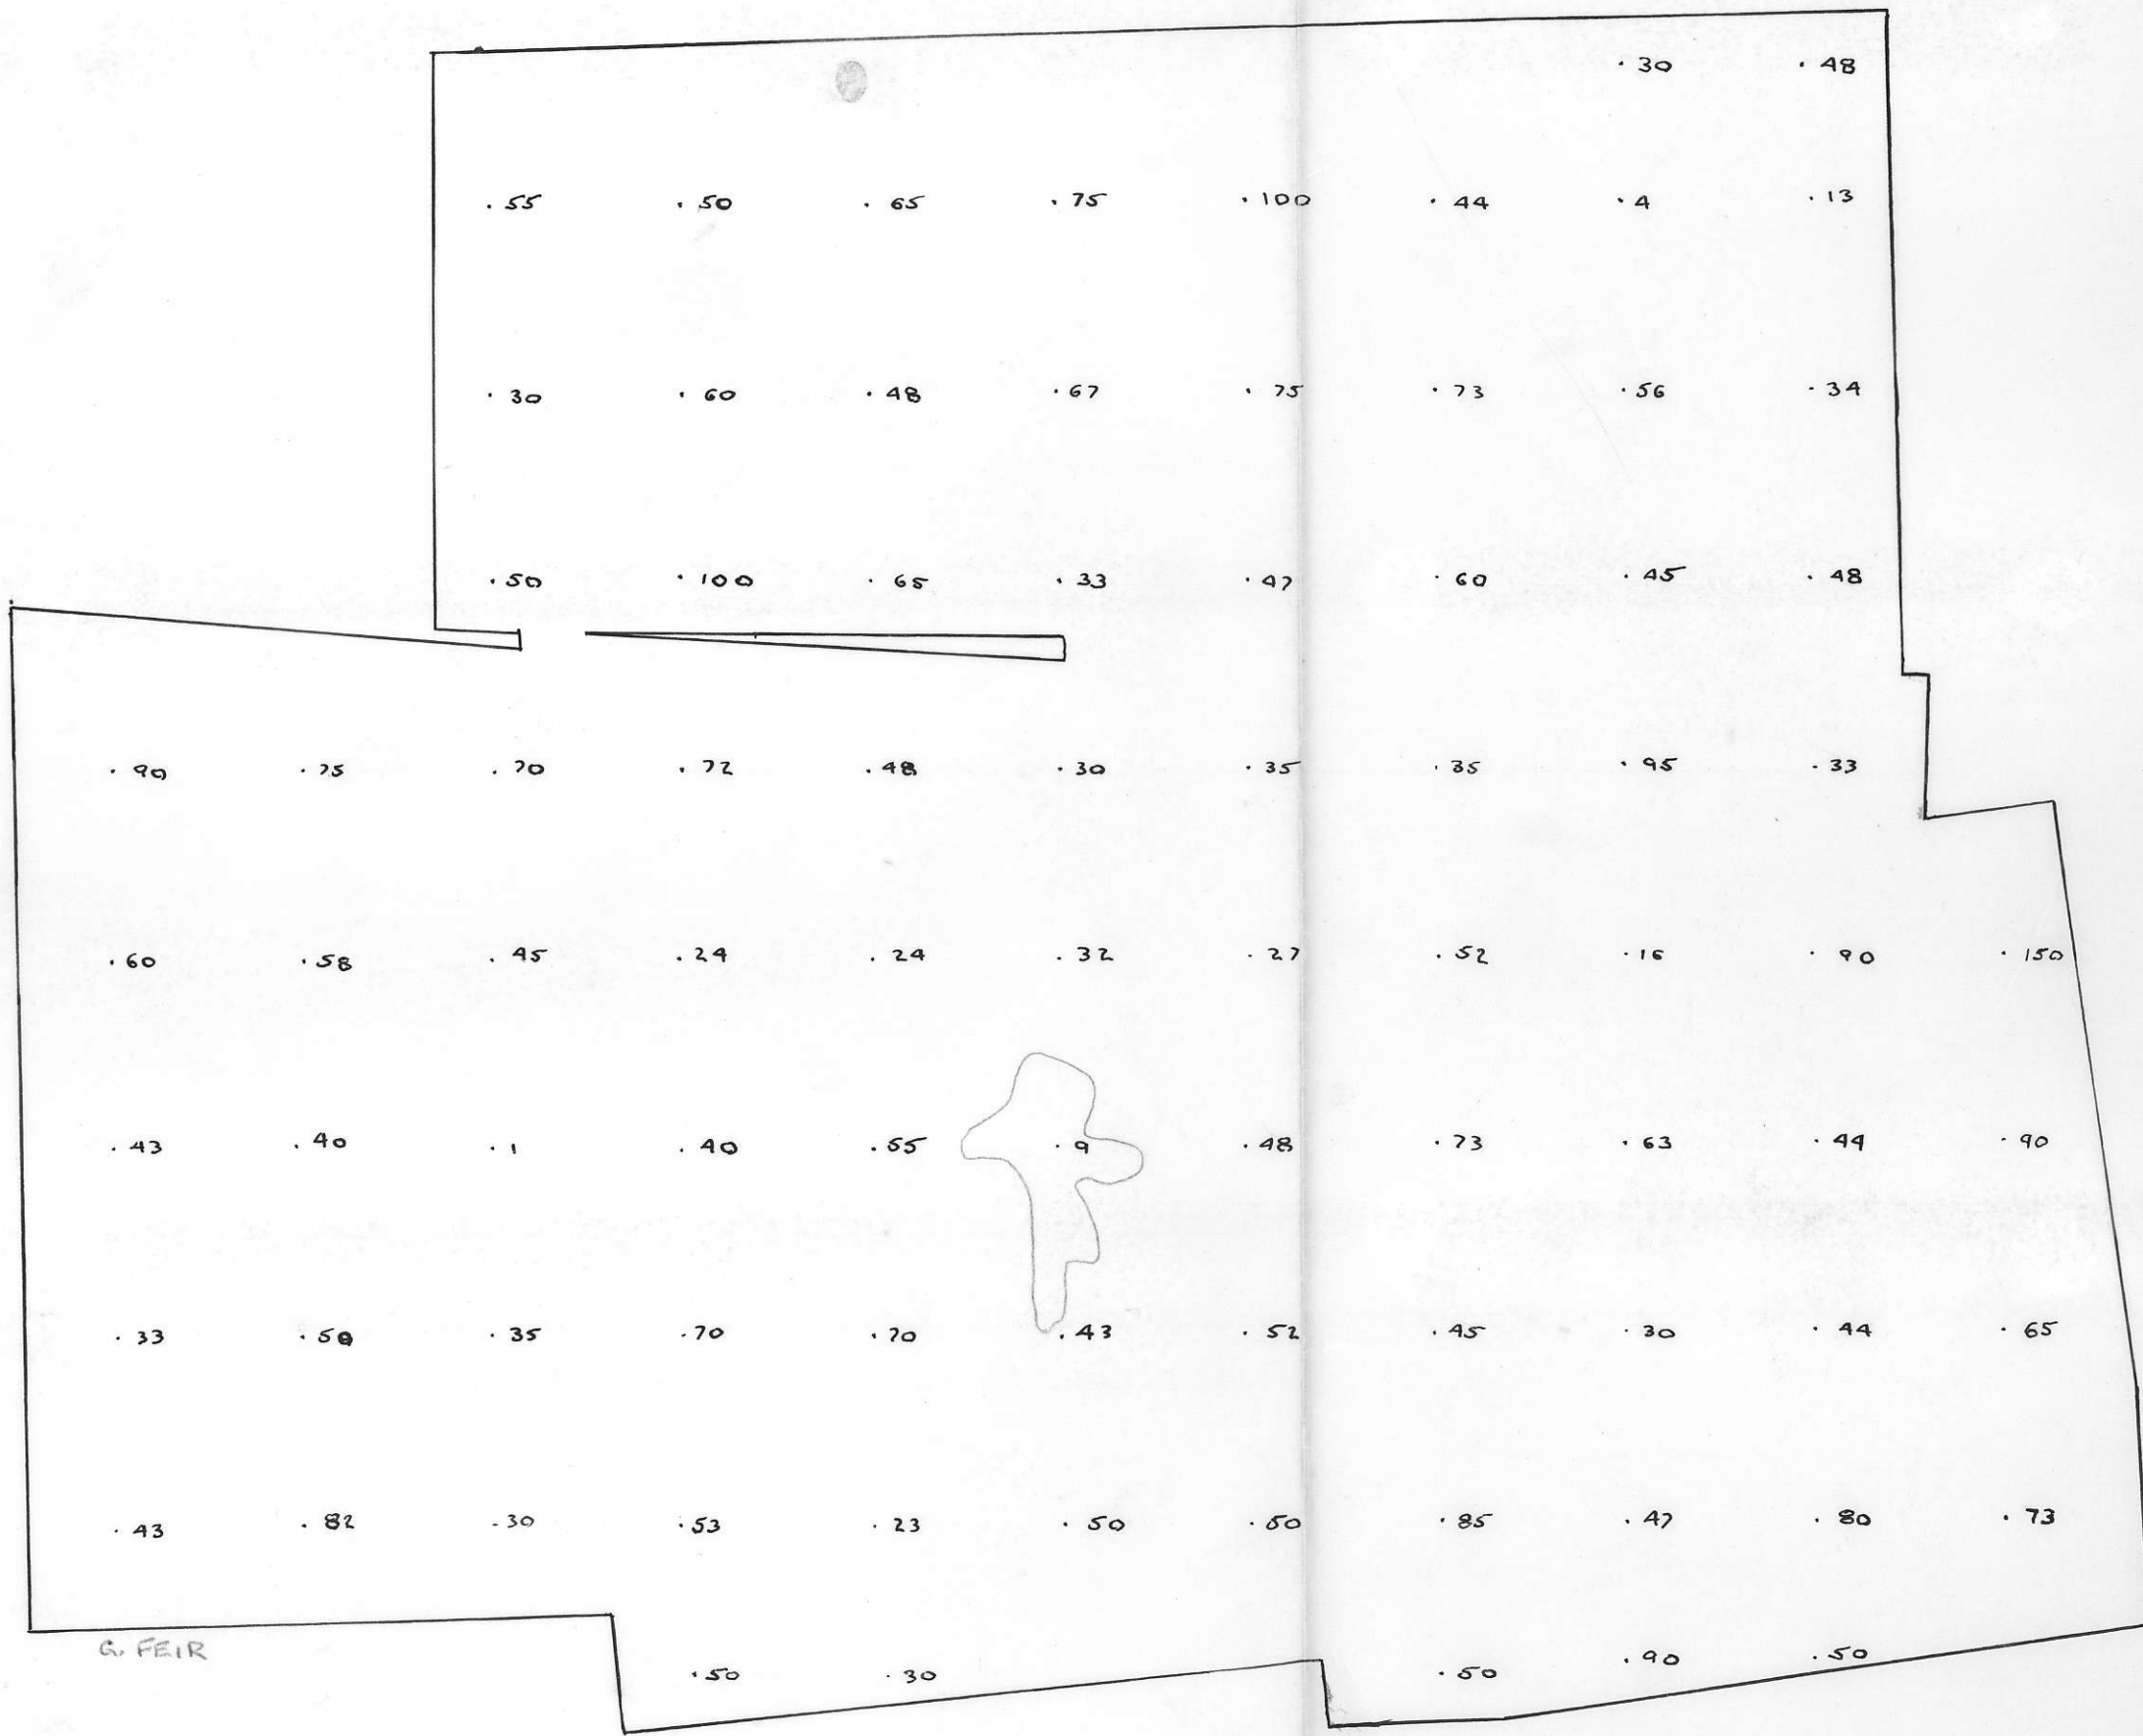 . 30 . 48
. 55 . 50 . 65 . 75 . 100 . 44 . 4 . 13
. 30 . 60 . 48 . 67 . 75 . 73 . 56 . 34
. 50 . 100 . 65 . 33 . 47 . 60 . 45 . 48
. 90 . 75 . 70 . 72 . 48 . 30 . 35 . 35 . 95 . 33
. 60 . 58 . 45 . 24 . 24 . 32 . 27 . 52 . 16 . 90 . 150
. 43 . 40 . 1 . 40 . 55 . 9 . 48 . 73 . 63 . 44 . 90
. 33 . 50 . 35 . 70 . 70 . 43 . 52 . 45 . 30 . 44 . 65
. 43 . 82 . 30 . 53 . 23 . 50 . 50 . 85 . 47 . 80 . 73
G. FEIR
. 50 . 30 . 50 . 90 . 50